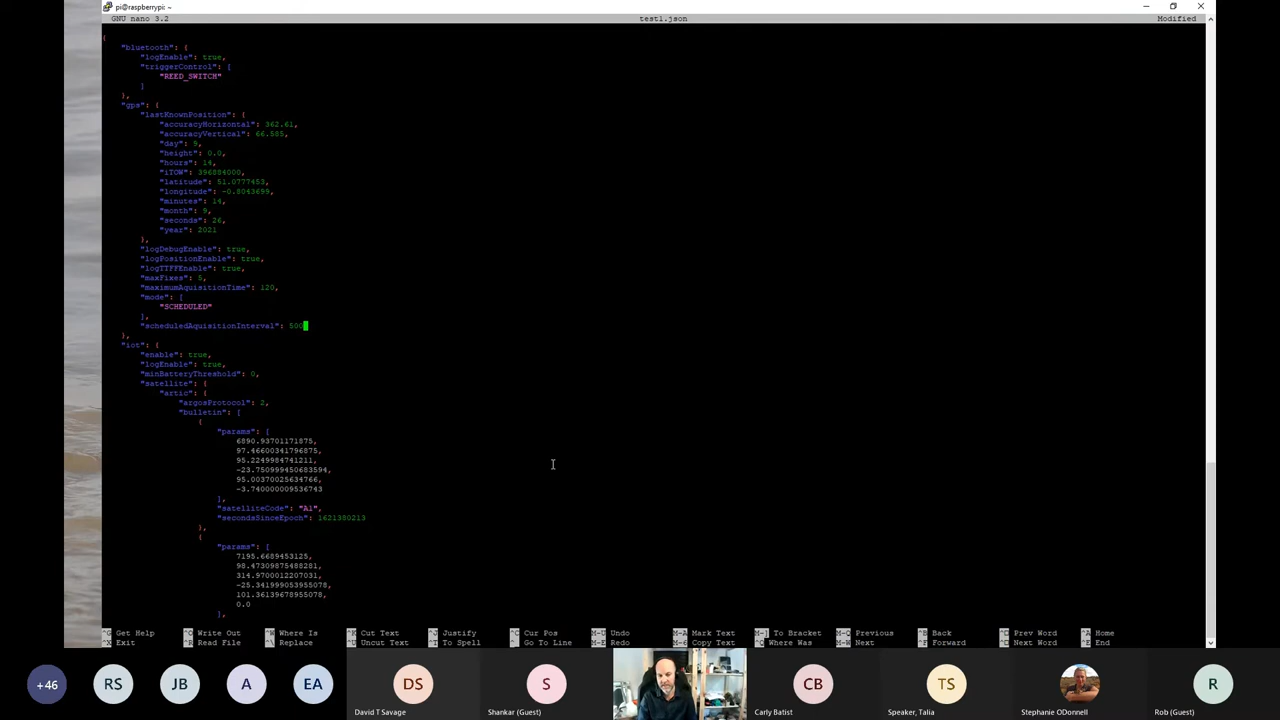 pi@raspberrypi: ~
GNU nano 3.2 test1.json Modified
{
"bluetooth": {
"logEnable": true,
"triggerControl": [
"REED_SWITCH"
]
},
"gps": {
"lastKnownPosition": {
"accuracyHorizontal": 362.61,
"accuracyVertical": 66.585,
"day": 9,
"height": 0.0,
"hours": 14,
"iTOW": 396884000,
"latitude": 51.0777453,
"longitude": -0.8043699,
"minutes": 14,
"month": 9,
"seconds": 26,
"year": 2021
},
"logDebugEnable": true,
"logPositionEnable": true,
"logTTFFEnable": true,
"maxFixes": 5,
"maximumAquisitionTime": 120,
"mode": [
"SCHEDULED"
],
"scheduledAquisitionInterval": 500
},
"iot": {
"enable": true,
"logEnable": true,
"minBatteryThreshold": 0,
"satellite": {
"artic": {
"argosProtocol": 2,
"bulletin": [
{
"params": [
6890.93701171875,
97.46600341796875,
95.2249984741211,
-23.750999450683594,
95.00370025634766,
-3.740000009536743
],
"satelliteCode": "A1",
"secondsSinceEpoch": 1621380213
},
{
"params": [
7195.6689453125,
98.47309875488281,
314.9700012207031,
-25.341999053955078,
101.36139678955078,
0.0
],
^G Get Help ^O Write Out ^W Where Is ^K Cut Text ^J Justify ^C Cur Pos M-U Undo M-A Mark Text M-] To Bracket M-Q Previous ^B Back ^◀ Prev Word ^A Home
^X Exit ^R Read File ^\ Replace ^U Uncut Text ^T To Spell ^_ Go To Line M-E Redo M-6 Copy Text ^Q Where Was M-W Next ^F Forward ^▶ Next Word ^E End
+46 RS JB A EA DS S CB TS R
David T Savage Shankar (Guest) Carly Batist Speaker, Talia Stephanie ODonnell Rob (Guest)